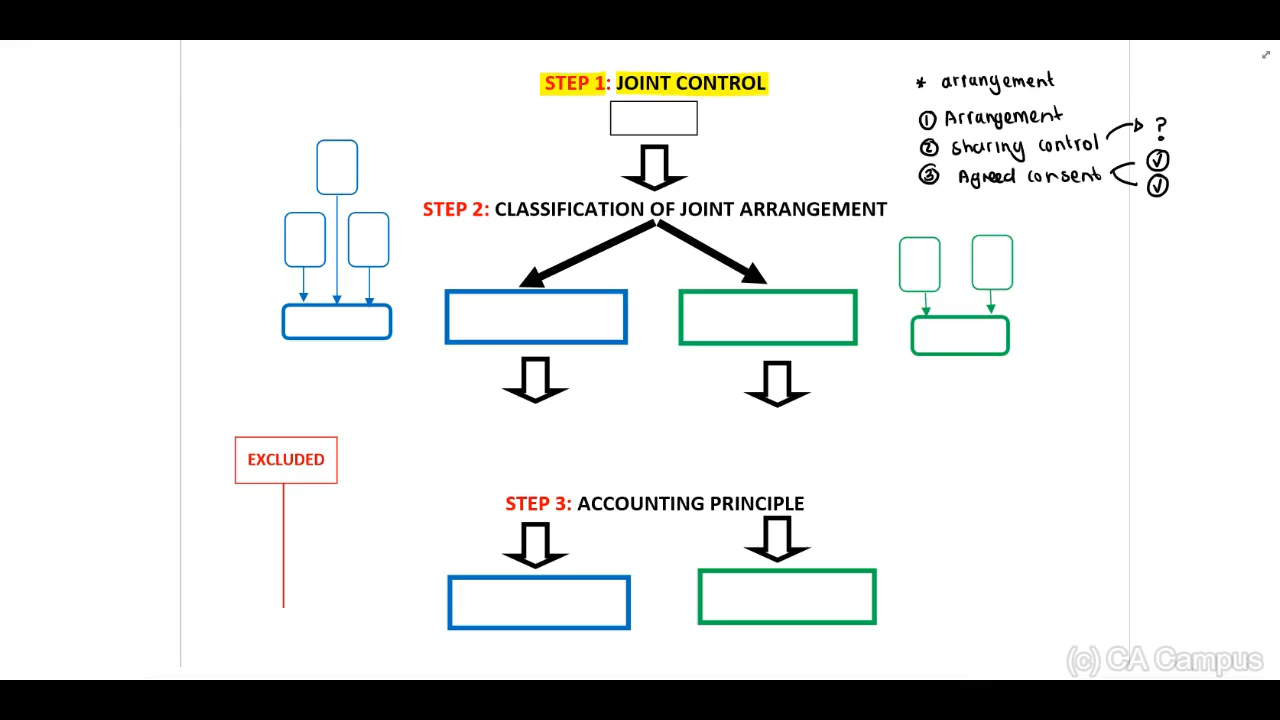 STEP 1: JOINT CONTROL
* arrangement
① Arrangement
② sharing control
?
③ Agreed consent
✓
✓
STEP 2: CLASSIFICATION OF JOINT ARRANGEMENT
EXCLUDED
STEP 3: ACCOUNTING PRINCIPLE
(c) CA Campus